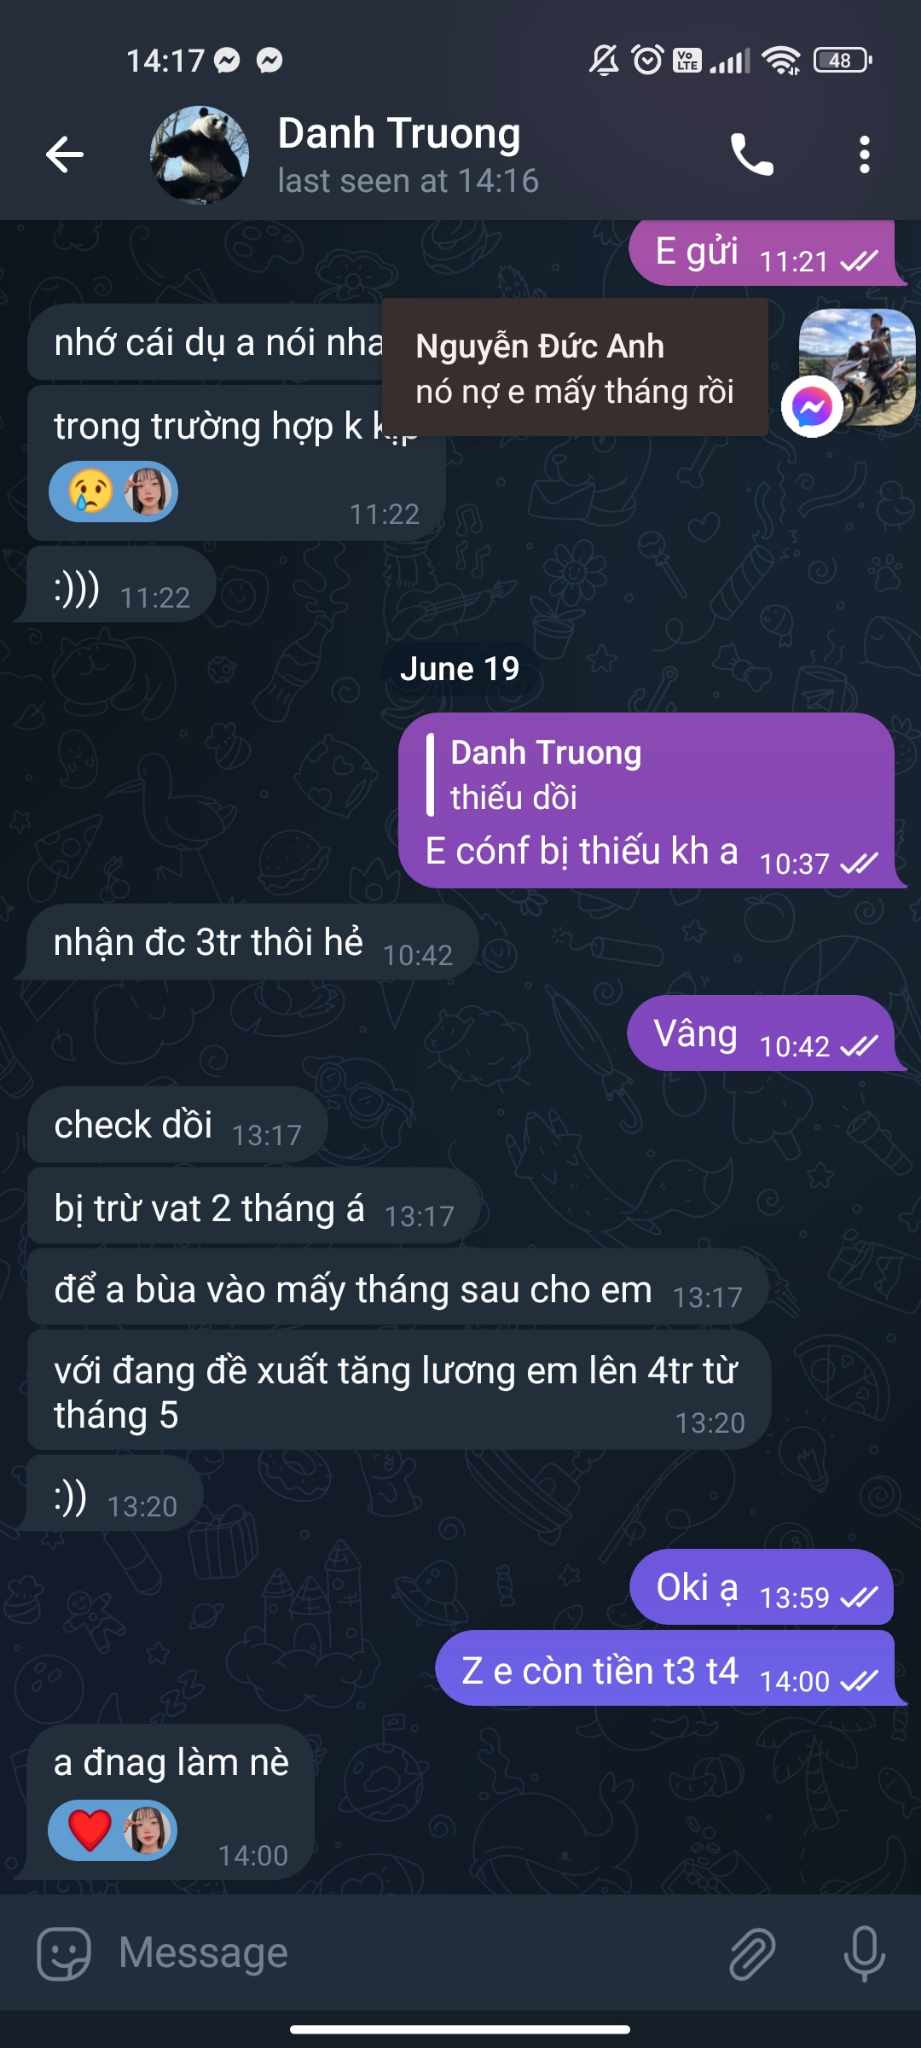 14:17
Vo
LTE
48
Danh Truong
last seen at 14:16
E gửi 11:21
nhớ cái dụ a nói nha
Nguyễn Đức Anh
nó nợ e mấy tháng rồi
trong trường hợp k kịp
11:22
:))) 11:22
June 19
Danh Truong
thiếu dồi
E cónf bị thiếu kh a 10:37
nhận đc 3tr thôi hẻ 10:42
Vâng 10:42
check dồi 13:17
bị trừ vat 2 tháng á 13:17
để a bùa vào mấy tháng sau cho em 13:17
với đang đề xuất tăng lương em lên 4tr từ
tháng 5 13:20
:)) 13:20
Oki ạ 13:59
Z e còn tiền t3 t4 14:00
a đnag làm nè
14:00
Message